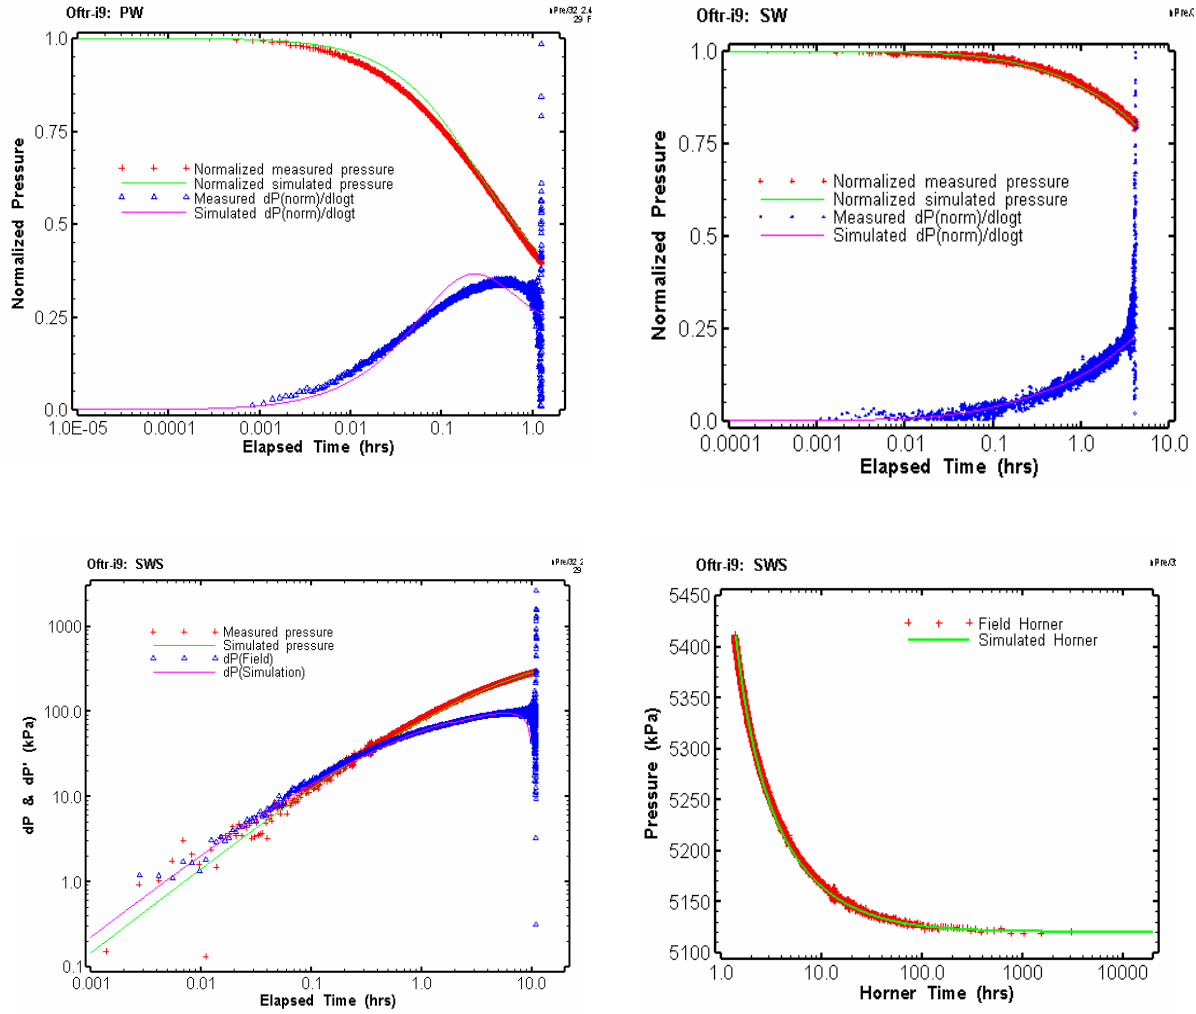 Oftr-i9: PW
29 F
1.0
0.75
0.5
0.25
0.0
Normalized Pressure
Normalized measured pressure
Normalized simulated pressure
Measured dP(norm)/dlogt
Simulated dP(norm)/dlogt
1.0E-05 0.0001 0.001 0.01 0.1 1.0
Elapsed Time (hrs)
Oftr-i9: SW
1.0
0.75
0.5
0.25
0.0
Normalized Pressure
Normalized measured pressure
Normalized simulated pressure
Measured dP(norm)/dlogt
Simulated dP(norm)/dlogt
0.0001 0.001 0.01 0.1 1.0 10.0
Elapsed Time (hrs)
Oftr-i9: SWS
29
1000
100.0
10.0
1.0
0.1
dP & dP' (kPa)
Measured pressure
Simulated pressure
dP(Field)
dP(Simulation)
0.001 0.01 0.1 1.0 10.0
Elapsed Time (hrs)
Oftr-i9: SWS
5450
5400
5350
5300
5250
5200
5150
5100
Pressure (kPa)
Field Horner
Simulated Horner
1.0 10.0 100.0 1000 10000
Horner Time (hrs)